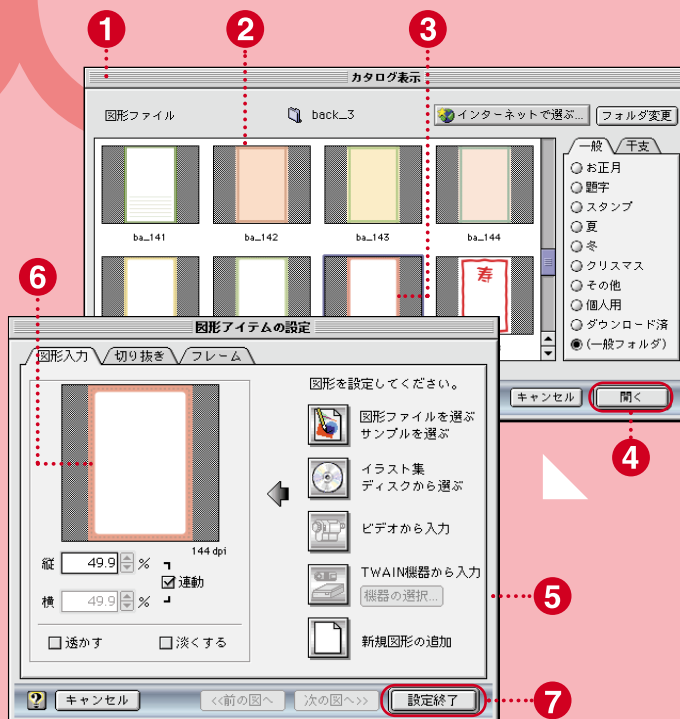 1 2 3
カタログ表示
図形ファイル back_3 インターネットで選ぶ... フォルダ変更
一般 干支
お正月
題字
スタンプ
夏
冬
クリスマス
その他
個人用
ダウンロード済
(一般フォルダ)
ba_141 ba_142 ba_143 ba_144
寿
キャンセル 開く
4
6
図形アイテムの設定
図形入力 切り抜き フレーム
図形を設定してください。
図形ファイルを選ぶ
サンプルを選ぶ
イラスト集
ディスクから選ぶ
ビデオから入力
TWAIN機器から入力
機器の選択...
5
新規図形の追加
144 dpi
縦 49.9 %
連動
横 49.9 %
透かす 淡くする
? キャンセル <<前の図へ 次の図へ>> 設定終了
7